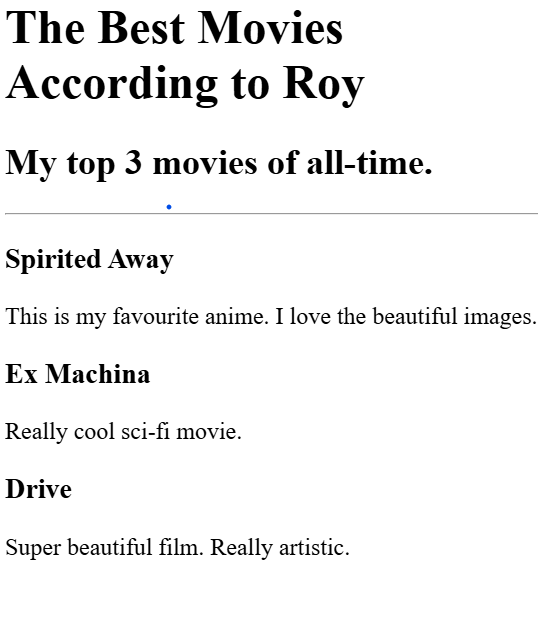 The Best Movies
According to Roy
My top 3 movies of all-time.
Spirited Away
This is my favourite anime. I love the beautiful images.
Ex Machina
Really cool sci-fi movie.
Drive
Super beautiful film. Really artistic.